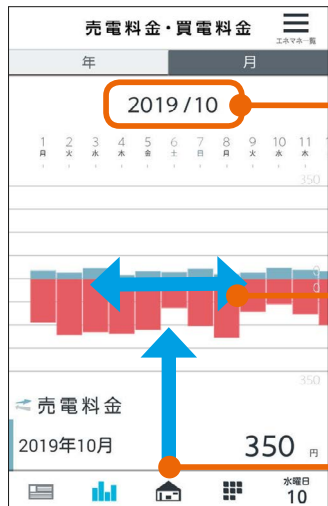 売電料金・買電料金
エネマネ一覧
年 月
2019/10
1 2 3 4 5 6 7 8 9 10 11
月 火 水 木 金 土 日 月 火 水 木
350
0
0
350
売電料金
2019年10月 350 円
水曜日
10